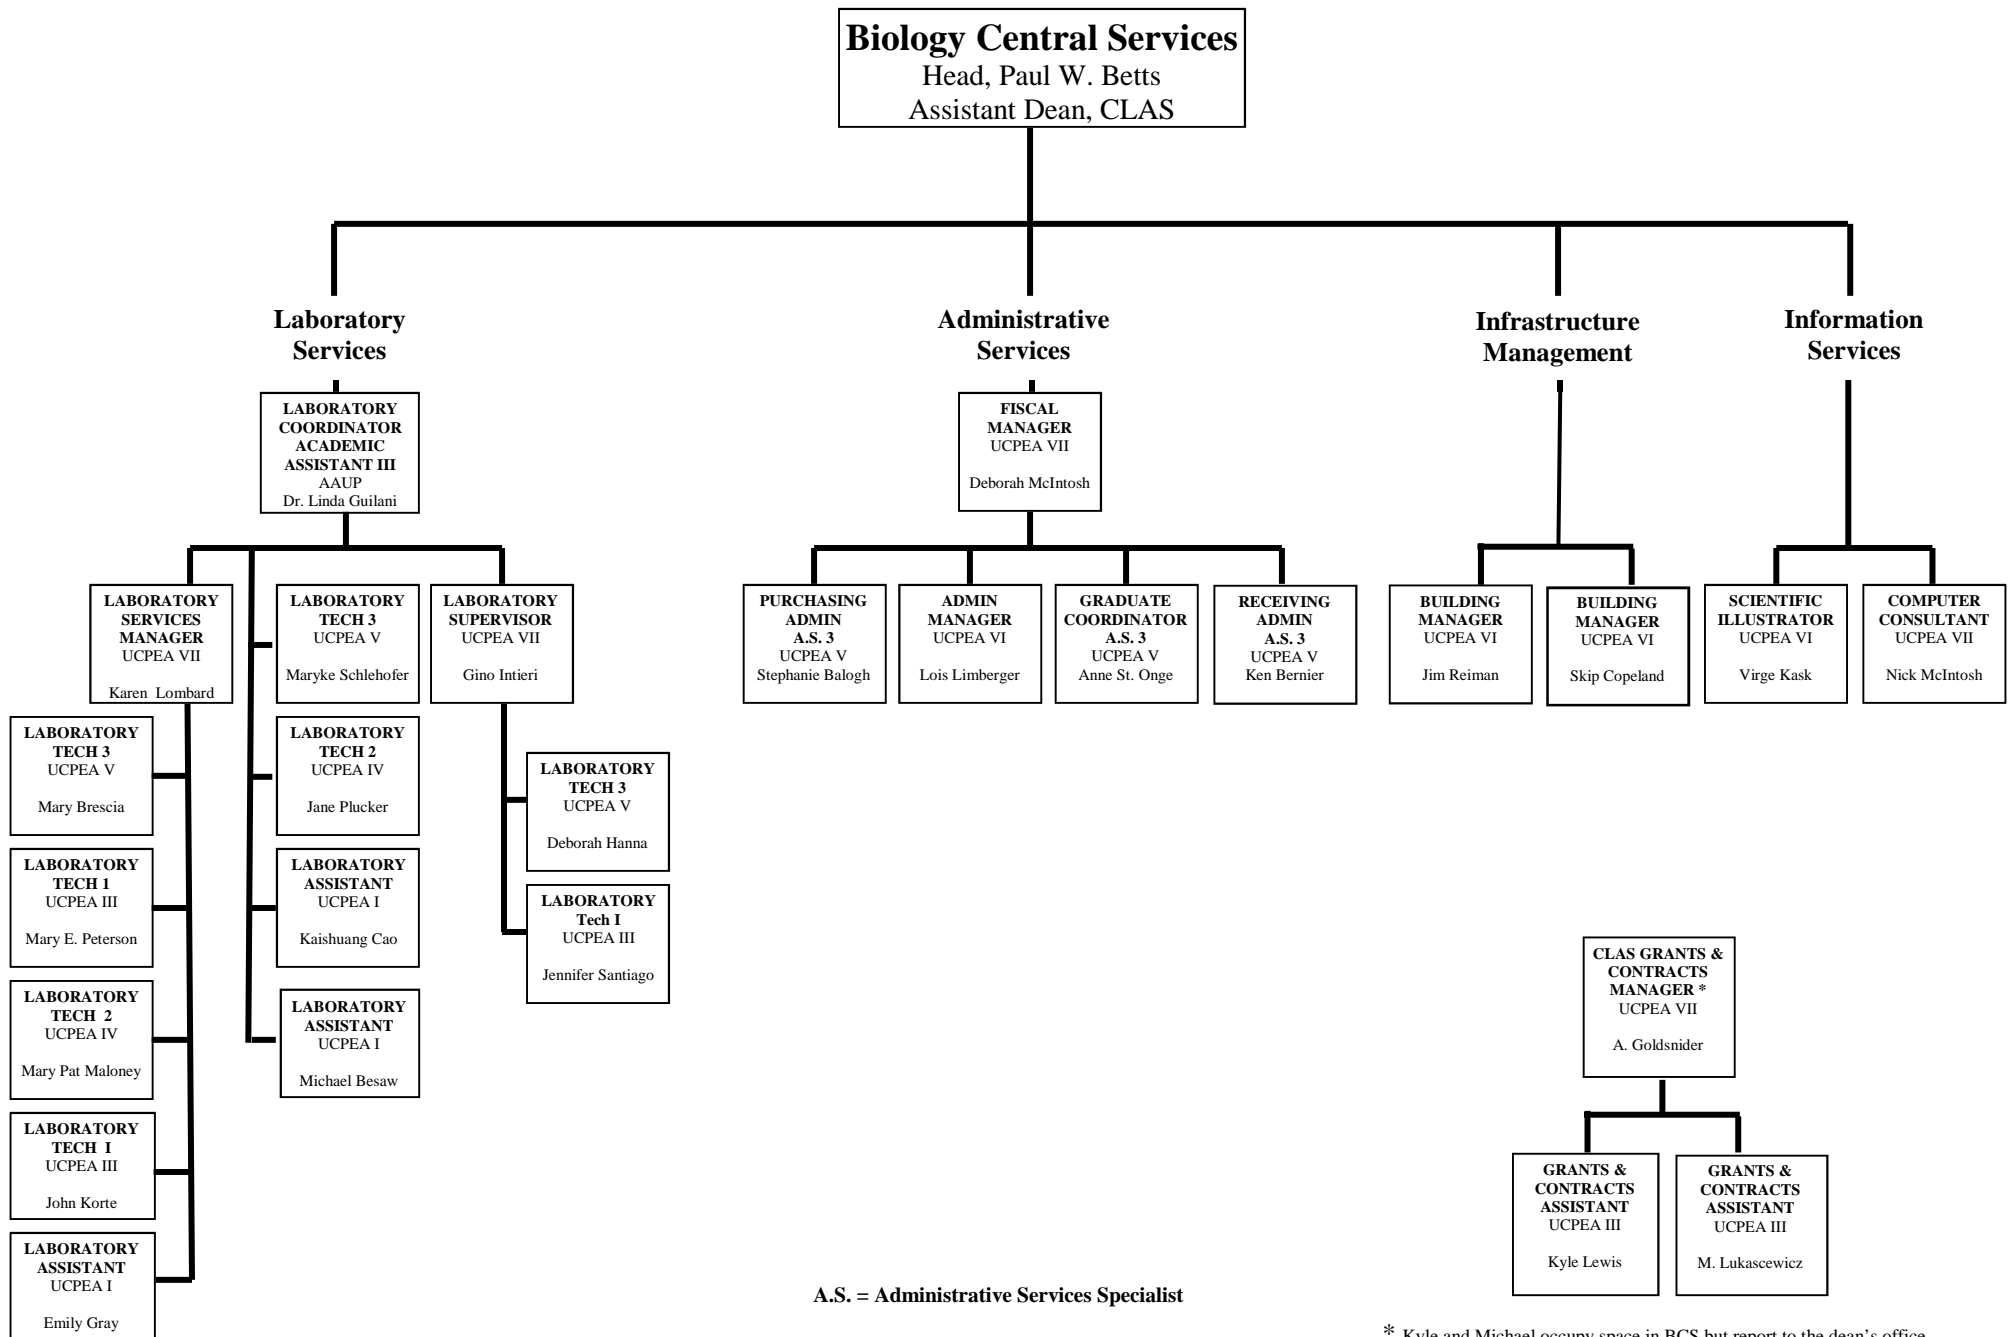 Biology Central Services
Head, Paul W. Betts
Assistant Dean, CLAS
Laboratory
Services
Administrative
Services
Infrastructure
Management
Information
Services
LABORATORY
COORDINATOR
ACADEMIC
ASSISTANT III
AAUP
Dr. Linda Guilani
FISCAL
MANAGER
UCPEA VII
Deborah McIntosh
LABORATORY
SERVICES
MANAGER
UCPEA VII
Karen Lombard
LABORATORY
TECH 3
UCPEA V
Maryke Schlehofer
LABORATORY
SUPERVISOR
UCPEA VII
Gino Intieri
PURCHASING
ADMIN
A.S. 3
UCPEA V
Stephanie Balogh
ADMIN
MANAGER
UCPEA VI
Lois Limberger
GRADUATE
COORDINATOR
A.S. 3
UCPEA V
Anne St. Onge
RECEIVING
ADMIN
A.S. 3
UCPEA V
Ken Bernier
BUILDING
MANAGER
UCPEA VI
Jim Reiman
BUILDING
MANAGER
UCPEA VI
Skip Copeland
SCIENTIFIC
ILLUSTRATOR
UCPEA VI
Virge Kask
COMPUTER
CONSULTANT
UCPEA VII
Nick McIntosh
LABORATORY
TECH 3
UCPEA V
Mary Brescia
LABORATORY
TECH 2
UCPEA IV
Jane Plucker
LABORATORY
TECH 3
UCPEA V
Deborah Hanna
LABORATORY
TECH 1
UCPEA III
Mary E. Peterson
LABORATORY
ASSISTANT
UCPEA I
Kaishuang Cao
LABORATORY
Tech I
UCPEA III
Jennifer Santiago
LABORATORY
TECH 2
UCPEA IV
Mary Pat Maloney
LABORATORY
ASSISTANT
UCPEA I
Michael Besaw
CLAS GRANTS &
CONTRACTS
MANAGER *
UCPEA VII
A. Goldsnider
LABORATORY
TECH I
UCPEA III
John Korte
GRANTS &
CONTRACTS
ASSISTANT
UCPEA III
Kyle Lewis
GRANTS &
CONTRACTS
ASSISTANT
UCPEA III
M. Lukascewicz
LABORATORY
ASSISTANT
UCPEA I
Emily Gray
A.S. = Administrative Services Specialist
* Kyle and Michael occupy space in BCS but report to the dean's office